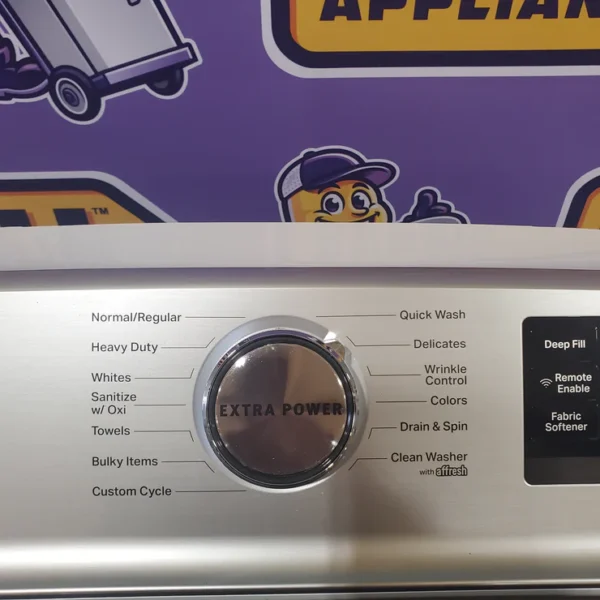 APPLIAN
TM
Normal/Regular
Heavy Duty
Whites
Sanitize
w/ Oxi
Towels
Bulky Items
Custom Cycle
EXTRA POWER
Quick Wash
Delicates
Wrinkle
Control
Colors
Drain & Spin
Clean Washer
with affresh
Deep Fill
Remote
Enable
Fabric
Softener